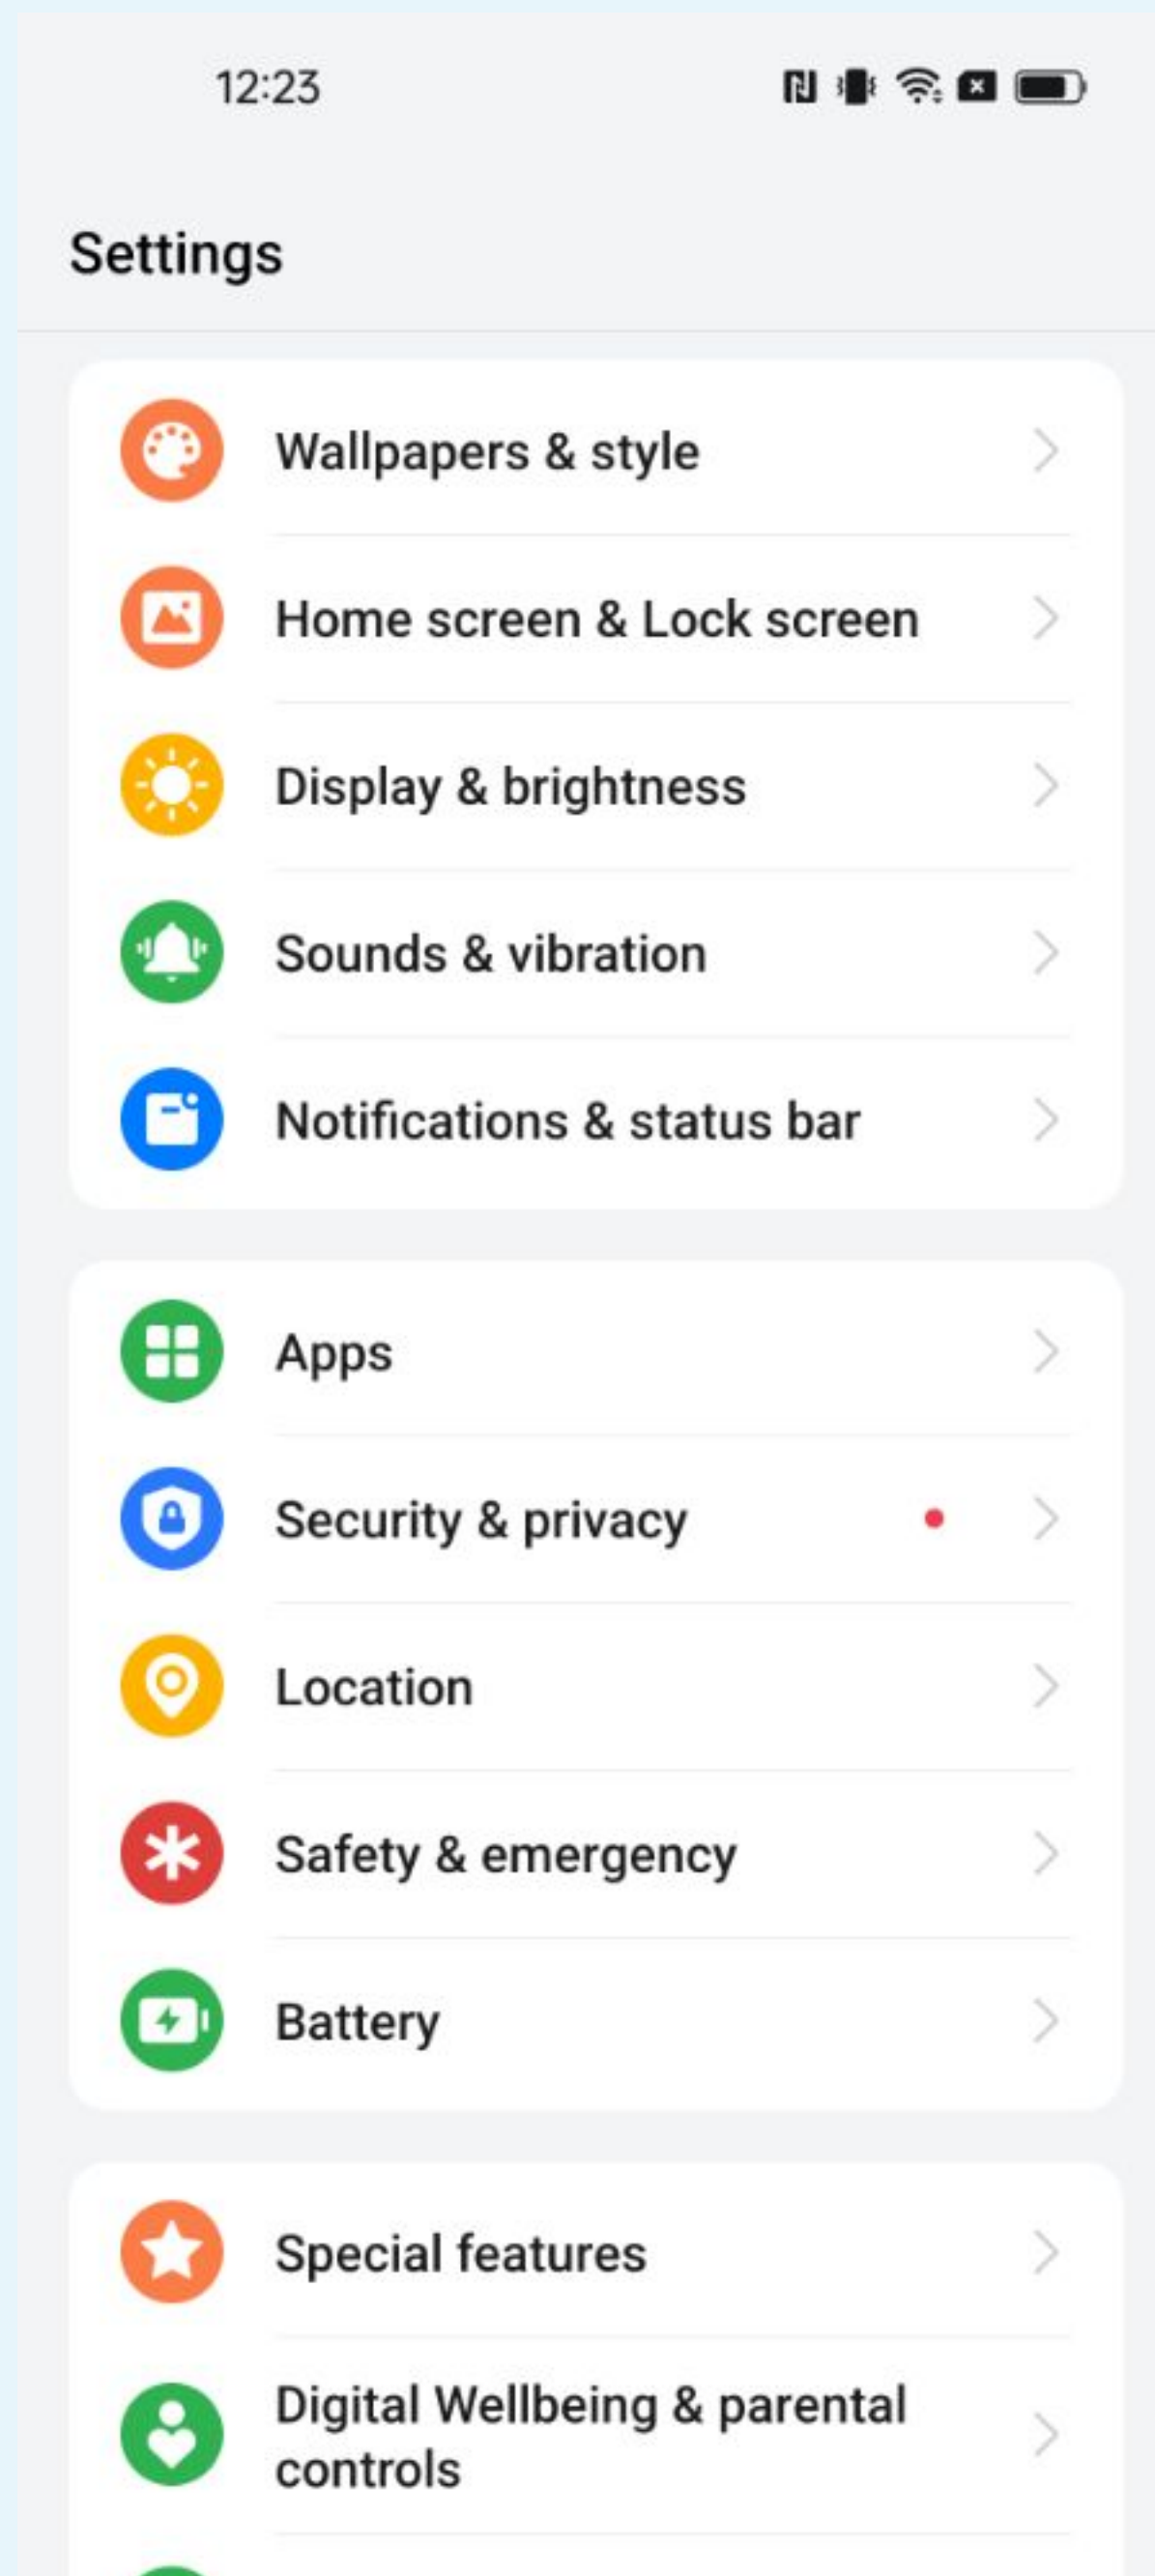 12:23
Settings
Wallpapers & style
Home screen & Lock screen
Display & brightness
Sounds & vibration
Notifications & status bar
Apps
Security & privacy
Location
Safety & emergency
Battery
Special features
Digital Wellbeing & parental
controls